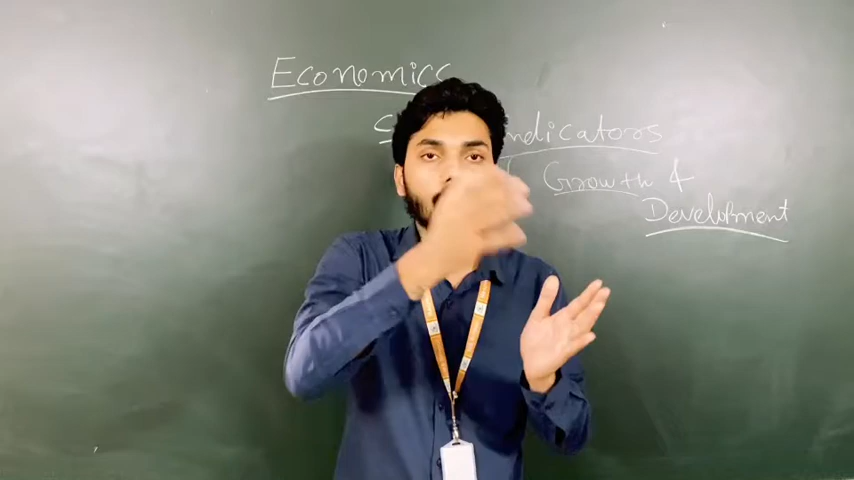 Economics
Indicators
Growth &
Development